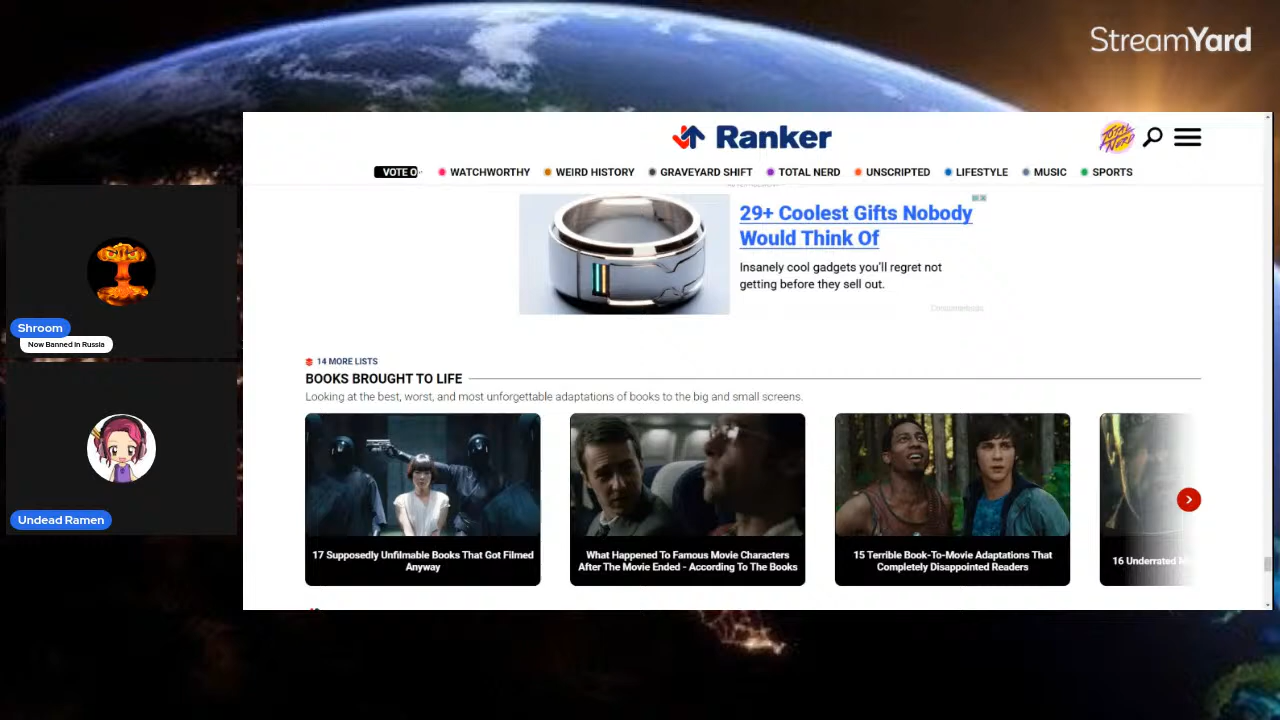 StreamYard
Ranker
TOTAL NERD
VOTE O
WATCHWORTHY
WEIRD HISTORY
GRAVEYARD SHIFT
TOTAL NERD
UNSCRIPTED
LIFESTYLE
MUSIC
SPORTS
29+ Coolest Gifts Nobody
Would Think Of
Insanely cool gadgets you'll regret not
getting before they sell out.
Shroom
Now Banned in Russia
14 MORE LISTS
BOOKS BROUGHT TO LIFE
Looking at the best, worst, and most unforgettable adaptations of books to the big and small screens.
17 Supposedly Unfilmable Books That Got Filmed
Anyway
What Happened To Famous Movie Characters
After The Movie Ended - According To The Books
15 Terrible Book-To-Movie Adaptations That
Completely Disappointed Readers
16 Underrated
Undead Ramen